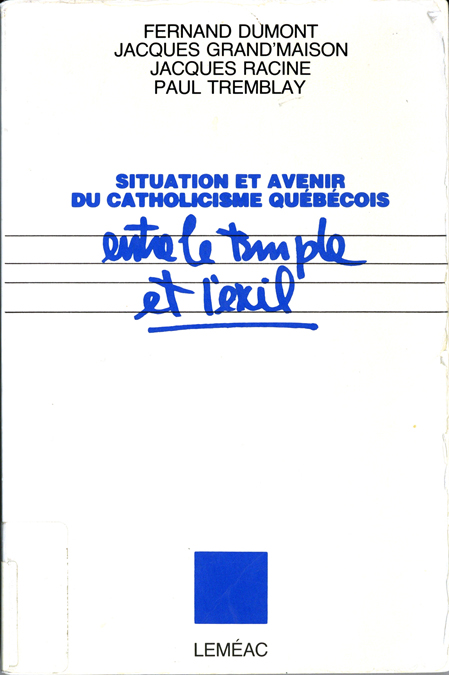 FERNAND DUMONT
JACQUES GRAND'MAISON
JACQUES RACINE
PAUL TREMBLAY
SITUATION ET AVENIR
DU CATHOLICISME QUÉBÉCOIS
entre le temple
et l'exil
LEMÉAC